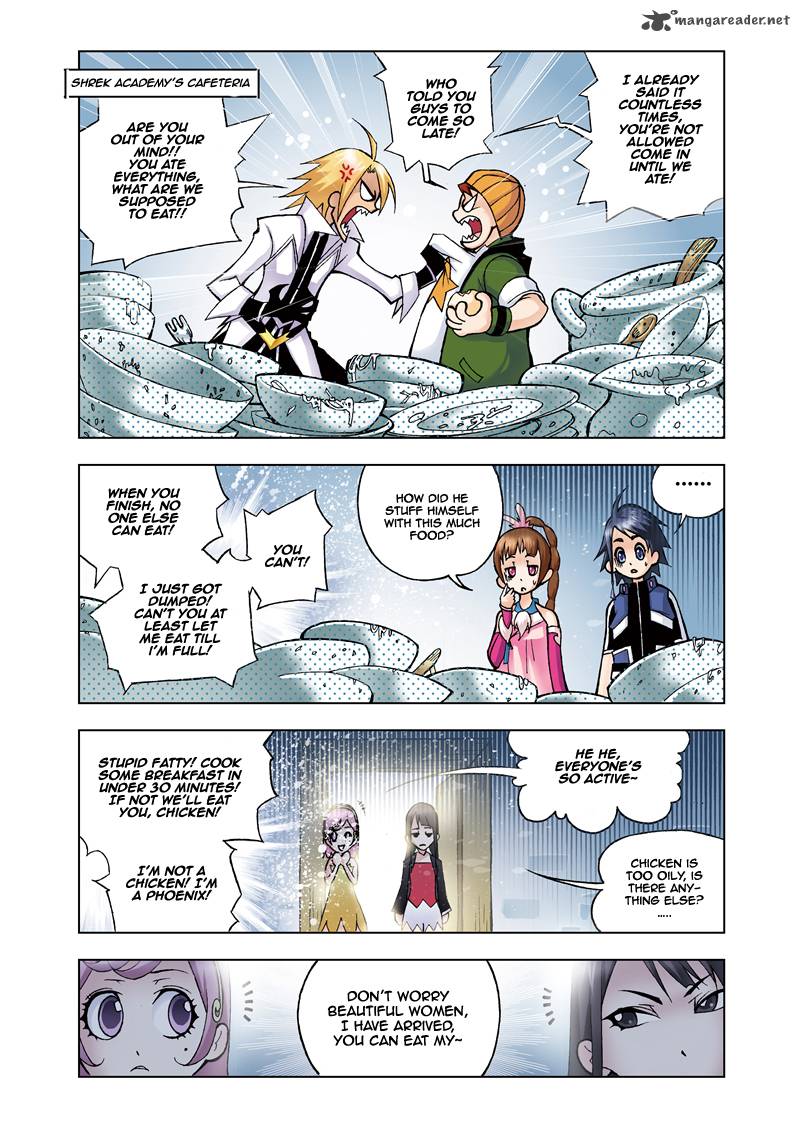 mangareader.net
SHREK ACADEMY'S CAFETERIA
ARE YOU
OUT OF YOUR
MIND!!
YOU ATE
EVERYTHING,
WHAT ARE WE
SUPPOSED
TO EAT!!
WHO
TOLD YOU
GUYS TO
COME SO
LATE!
I ALREADY
SAID IT
COUNTLESS
TIMES,
YOU'RE NOT
ALLOWED
COME IN
UNTIL WE
ATE!
WHEN YOU
FINISH, NO
ONE ELSE
CAN EAT!
YOU
CAN'T!
I JUST GOT
DUMPED!
CAN'T YOU AT
LEAST LET
ME EAT TILL
I'M FULL!
HOW DID HE
STUFF HIMSELF
WITH THIS MUCH
FOOD?
......
STUPID FATTY! COOK
SOME BREAKFAST IN
UNDER 30 MINUTES!
IF NOT WE'LL EAT
YOU, CHICKEN!
I'M NOT A
CHICKEN! I'M A
PHOENIX!
HE HE,
EVERYONE'S
SO ACTIVE~
CHICKEN IS
TOO OILY, IS
THERE ANY-
THING ELSE?
.....
DON'T WORRY
BEAUTIFUL WOMEN,
I HAVE ARRIVED,
YOU CAN EAT MY~